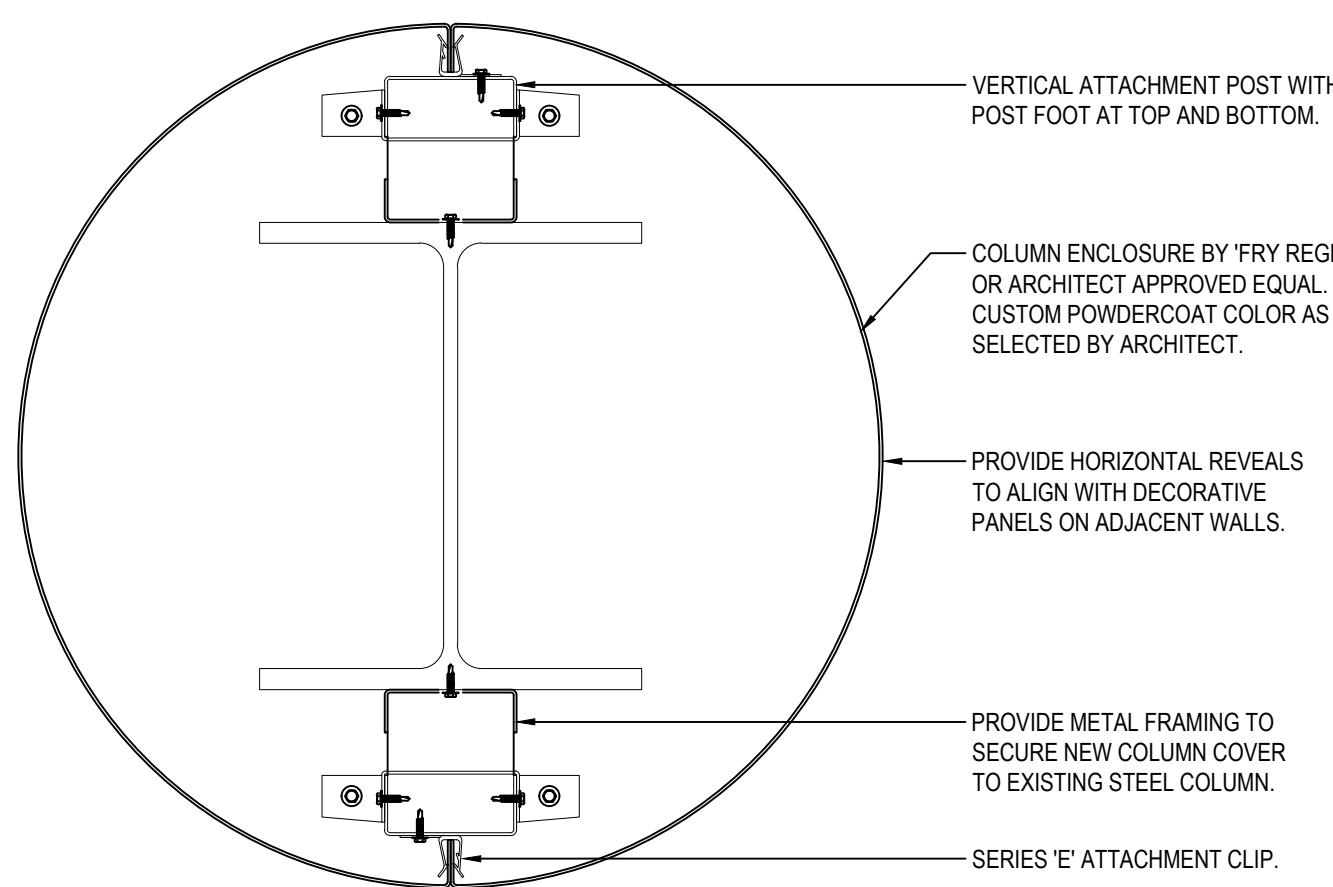 VERTICAL ATTACHMENT POST WITH
POST FOOT AT TOP AND BOTTOM.
COLUMN ENCLOSURE BY 'FRY
OR ARCHITECT APPROVED EQUAL.
CUSTOM POWDERCOAT COLOR AS
SELECTED BY ARCHITECT.
PROVIDE HORIZONTAL REVEALS
TO ALIGN WITH DECORATIVE
PANELS ON ADJACENT WALLS.
PROVIDE METAL FRAMING TO
SECURE NEW COLUMN COVER
TO EXISTING STEEL COLUMN.
SERIES 'E' ATTACHMENT CLIP.